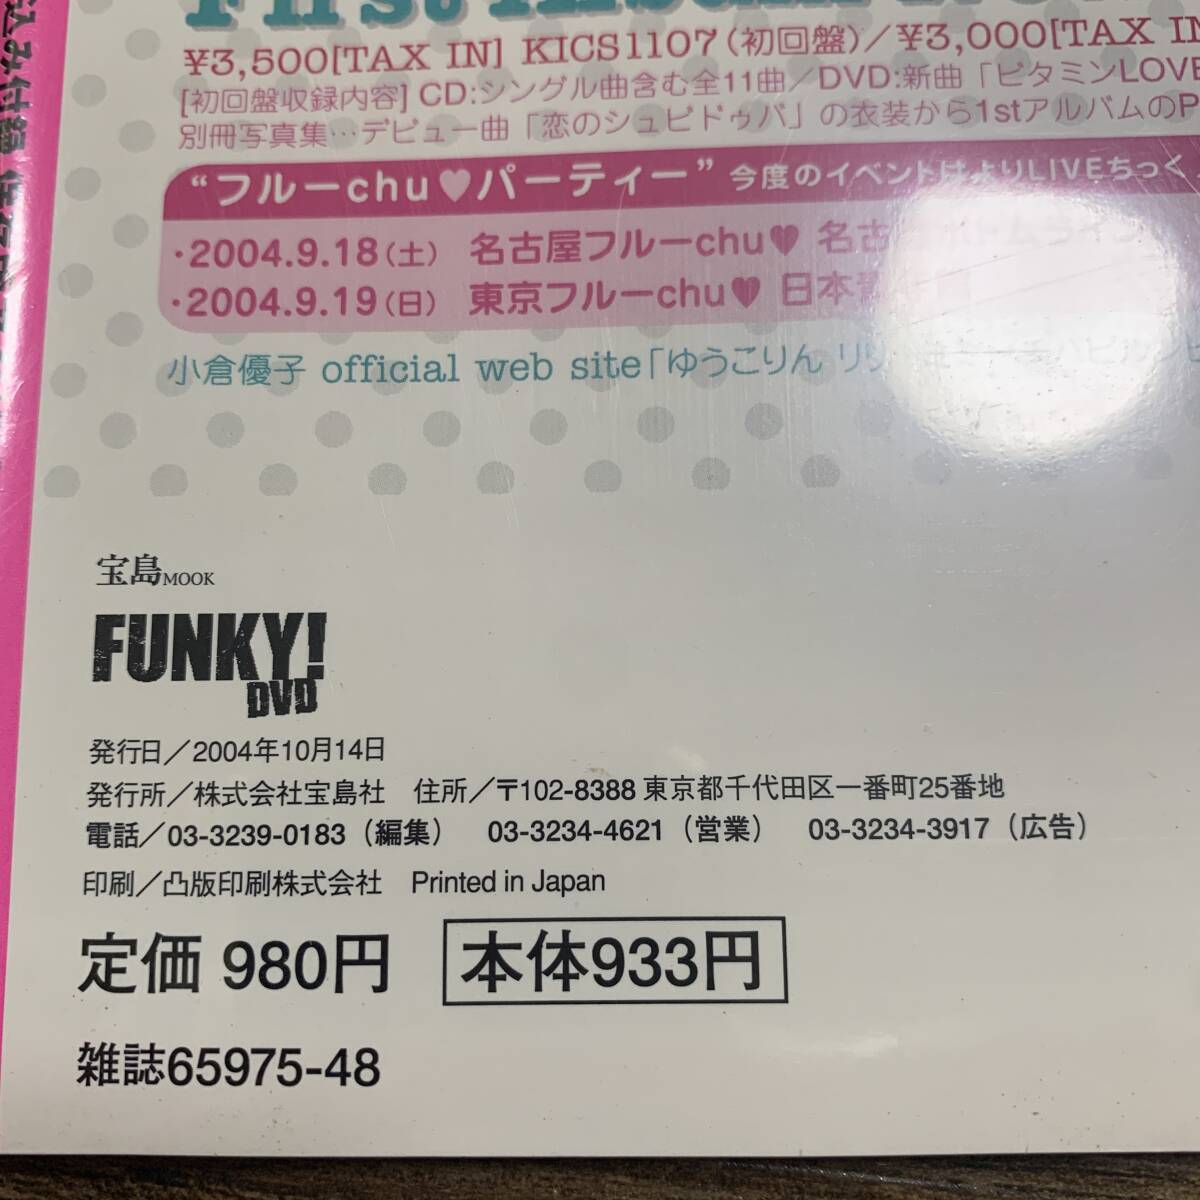 First Album
¥3,500[TAX IN] KICS1107(初回盤)/¥3,000[TAX IN
[初回盤収録内容] CD:シングル曲含む全11曲/DVD:新曲「ビタミンLOVE
別冊写真集…デビュー曲「恋のシュビドゥバ」の衣装から1stアルバムのP
“フルーchu♥パーティー” 今度のイベントはよりLIVEちっく
・2004.9.18(土) 名古屋フルーchu♥ 名古
・2004.9.19(日) 東京フルーchu♥ 日本
小倉優子 official web site「ゆうこりん
宝島MOOK
FUNKY!
DVD
発行日/2004年10月14日
発行所/株式会社宝島社 住所/〒102-8388 東京都千代田区一番町25番地
電話/03-3239-0183(編集) 03-3234-4621(営業) 03-3234-3917(広告)
印刷/凸版印刷株式会社 Printed in Japan
定価 980円 本体933円
雑誌65975-48